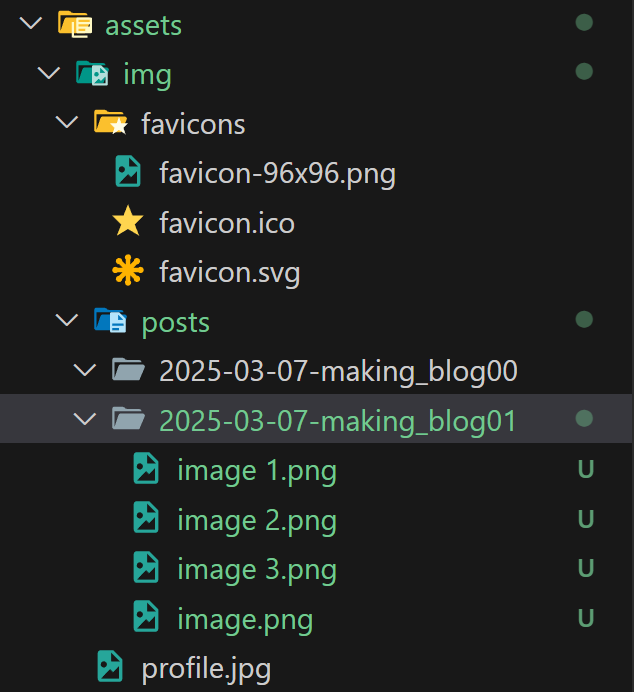 assets
img
favicons
favicon-96x96.png
favicon.ico
favicon.svg
posts
2025-03-07-making_blog00
2025-03-07-making_blog01
image 1.png U
image 2.png U
image 3.png U
image.png U
profile.jpg